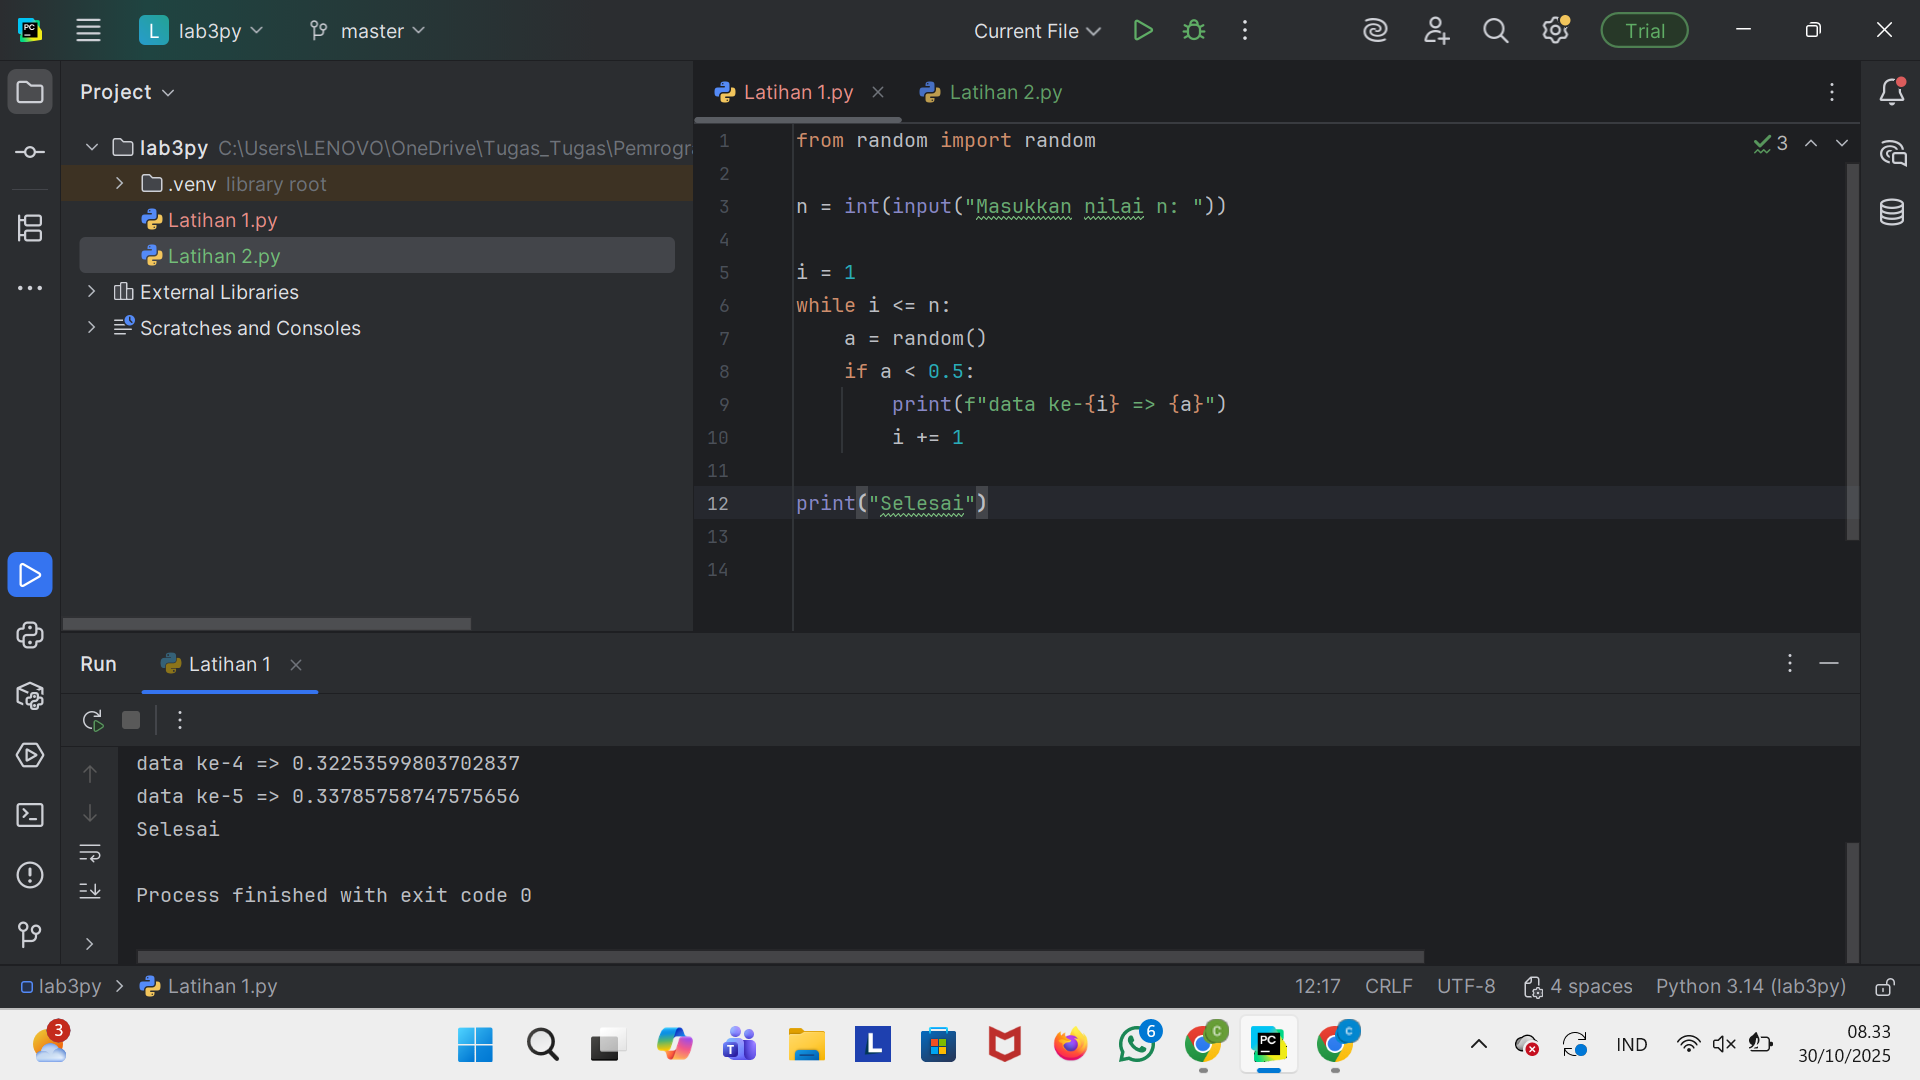 PC
L lab3py
master
Current File
Trial
Project
Latihan 1.py
Latihan 2.py
lab3py C:\Users\LENOVO\OneDrive\Tugas_Tugas\Pemrogra
.venv library root
Latihan 1.py
Latihan 2.py
External Libraries
Scratches and Consoles
3
1 from random import random
2
3 n = int(input("Masukkan nilai n: "))
4
5 i = 1
6 while i <= n:
7     a = random()
8     if a < 0.5:
9         print(f"data ke-{i} => {a}")
10         i += 1
11
12 print("Selesai")
13
14
Run
Latihan 1
data ke-4 => 0.32253599803702837
data ke-5 => 0.33785758747575656
Selesai
Process finished with exit code 0
lab3py > Latihan 1.py
12:17 CRLF UTF-8 4 spaces Python 3.14 (lab3py)
3
T
L
6
C
PC
C
IND
08.33
30/10/2025